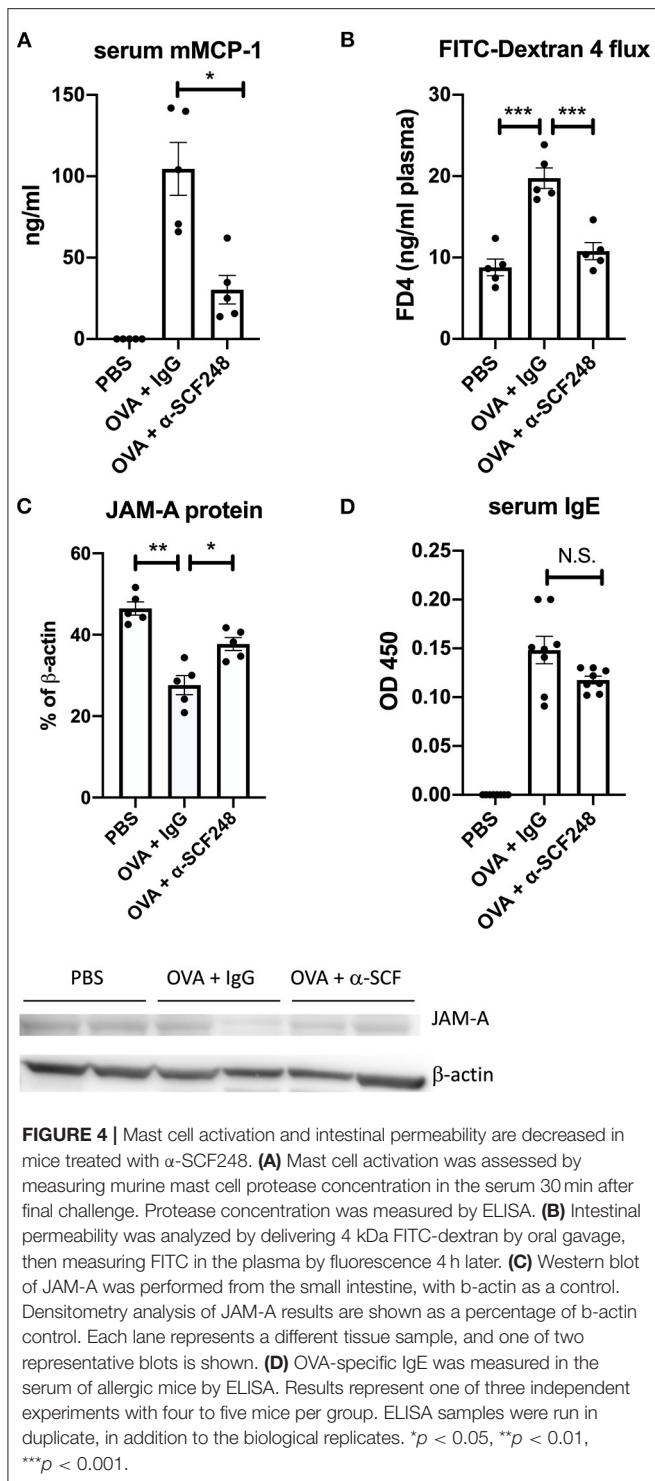 A
serum mMCP-1
150
100
50
0
ng/ml
*
PBS
OVA + IgG
OVA + α-SCF248
B
FITC-Dextran 4 flux
30
20
10
0
FD4 (ng/ml plasma)
***
***
PBS
OVA + IgG
OVA + α-SCF248
C
JAM-A protein
60
40
20
0
% of β-actin
**
*
PBS
OVA + IgG
OVA + α-SCF248
D
serum IgE
0.25
0.20
0.15
0.10
0.05
0.00
OD 450
N.S.
PBS
OVA + IgG
OVA + α-SCF248
PBS
OVA + IgG
OVA + α-SCF
JAM-A
β-actin
FIGURE 4 | Mast cell activation and intestinal permeability are decreased in
mice treated with α-SCF248. (A) Mast cell activation was assessed by
measuring murine mast cell protease concentration in the serum 30 min after
final challenge. Protease concentration was measured by ELISA. (B) Intestinal
permeability was analyzed by delivering 4 kDa FITC-dextran by oral gavage,
then measuring FITC in the plasma by fluorescence 4 h later. (C) Western blot
of JAM-A was performed from the small intestine, with b-actin as a control.
Densitometry analysis of JAM-A results are shown as a percentage of b-actin
control. Each lane represents a different tissue sample, and one of two
representative blots is shown. (D) OVA-specific IgE was measured in the
serum of allergic mice by ELISA. Results represent one of three independent
experiments with four to five mice per group. ELISA samples were run in
duplicate, in addition to the biological replicates. *p < 0.05, **p < 0.01,
***p < 0.001.